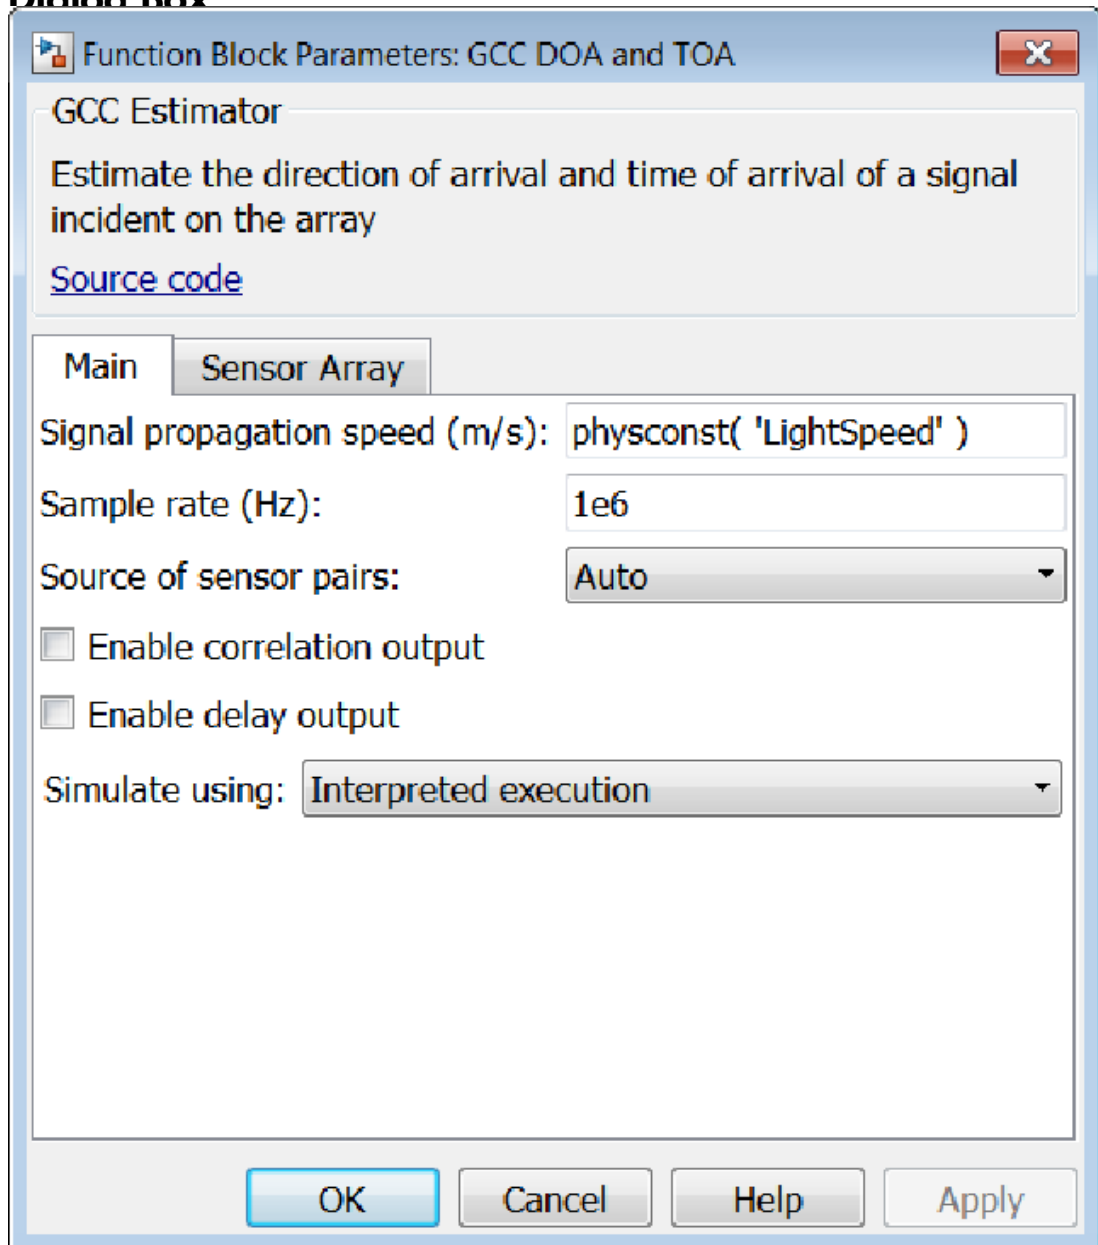 Dialog Box
Function Block Parameters: GCC DOA and TOA
GCC Estimator
Estimate the direction of arrival and time of arrival of a signal
incident on the array
Source code
Main
Sensor Array
Signal propagation speed (m/s):
physconst( 'LightSpeed' )
Sample rate (Hz):
1e6
Source of sensor pairs:
Auto
Enable correlation output
Enable delay output
Simulate using:
Interpreted execution
OK
Cancel
Help
Apply